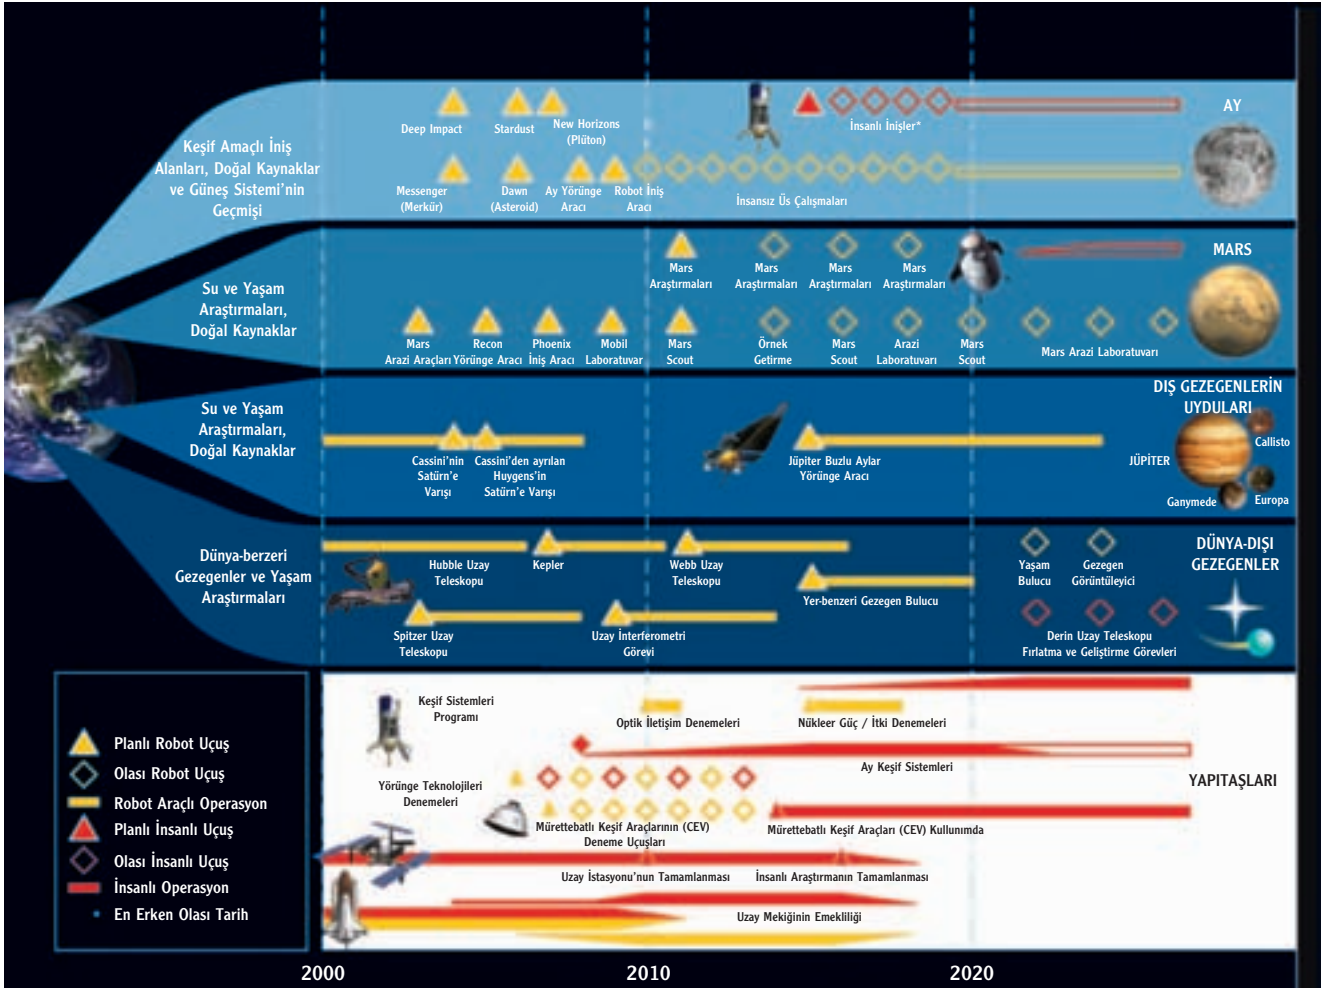 Keşif Amaçlı İniş
Alanları, Doğal Kaynaklar
ve Güneş Sistemi'nin
Geçmişi
Deep Impact
Stardust
New Horizons
(Plüton)
İnsanlı İnişler*
AY
Messenger
(Merkür)
Dawn
(Asteroid)
Ay Yörünge
Aracı
Robot İniş
Aracı
İnsansız Üs Çalışmaları
Su ve Yaşam
Araştırmaları,
Doğal Kaynaklar
Mars
Araştırmaları
Mars
Araştırmaları
Mars
Araştırmaları
Mars
Araştırmaları
MARS
Mars
Arazi Araçları
Recon
Yörünge Aracı
Phoenix
İniş Aracı
Mobil
Laboratuvar
Mars
Scout
Örnek
Getirme
Mars
Scout
Arazi
Laboratuvarı
Mars
Scout
Mars Arazi Laboratuvarı
Su ve Yaşam
Araştırmaları,
Doğal Kaynaklar
Cassini'nin
Satürn'e
Varışı
Cassini'den ayrılan
Huygens'in
Satürn'e Varışı
Jüpiter Buzlu Aylar
Yörünge Aracı
DIŞ GEZEGENLERİN
UYDULARI
Callisto
JÜPİTER
Ganymede
Europa
Dünya-berzeri
Gezegenler ve Yaşam
Araştırmaları
Hubble Uzay
Teleskopu
Kepler
Webb Uzay
Teleskopu
Yer-benzeri Gezegen Bulucu
Yaşam
Bulucu
Gezegen
Görüntüleyici
DÜNYA-DIŞI
GEZEGENLER
Spitzer Uzay
Teleskopu
Uzay İnterferometri
Görevi
Derin Uzay Teleskopu
Fırlatma ve Geliştirme Görevleri
Planlı Robot Uçuş
Olası Robot Uçuş
Robot Araçlı Operasyon
Planlı İnsanlı Uçuş
Olası İnsanlı Uçuş
İnsanlı Operasyon
En Erken Olası Tarih
Keşif Sistemleri
Programı
Optik İletişim Denemeleri
Nükleer Güç / İtki Denemeleri
Ay Keşif Sistemleri
Yörünge Teknolojileri
Denemeleri
YAPITAŞLARI
Mürettebatlı Keşif Araçlarının (CEV)
Deneme Uçuşları
Mürettebatlı Keşif Araçları (CEV) Kullunımda
Uzay İstasyonu'nun Tamamlanması
İnsanlı Araştırmanın Tamamlanması
Uzay Mekiğinin Emekliliği
2000
2010
2020